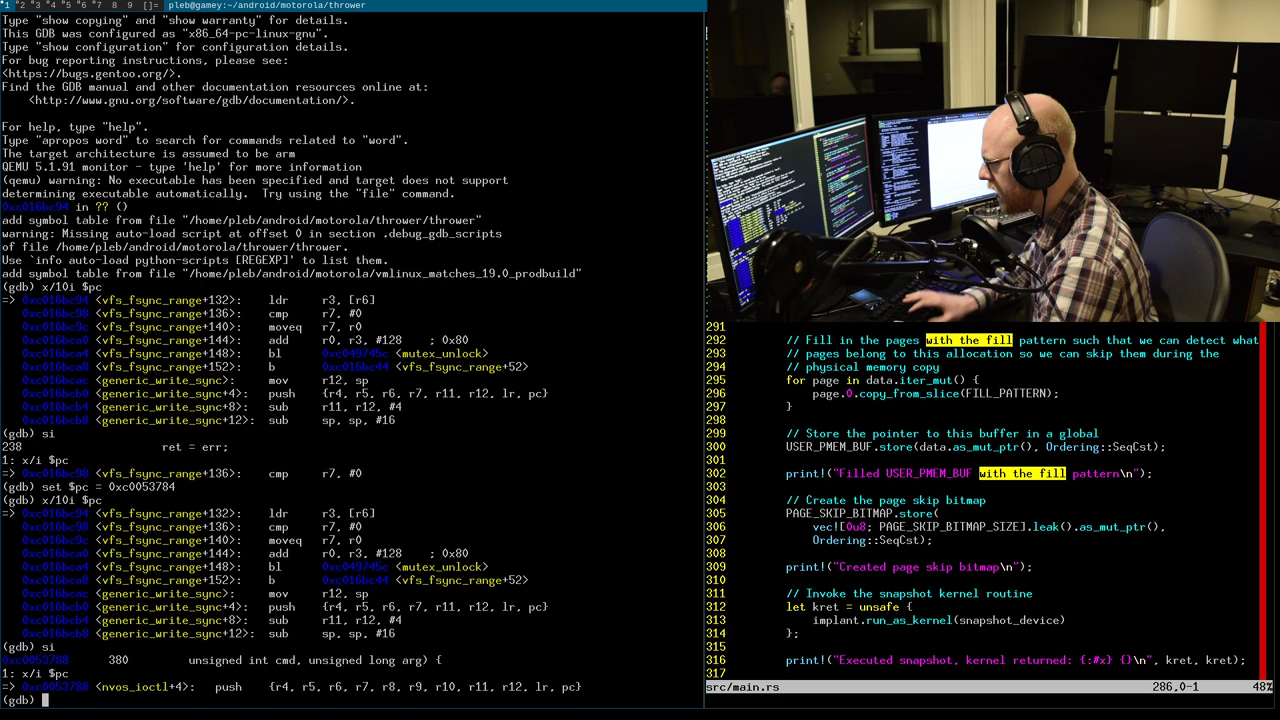 1 2 3 4 5 6 7 8 9 []= pleb@gamey:~/android/motorola/thrower
Type "show copying" and "show warranty" for details.
This GDB was configured as "x86_64-pc-linux-gnu".
Type "show configuration" for configuration details.
For bug reporting instructions, please see:
<https://bugs.gentoo.org/>.
Find the GDB manual and other documentation resources online at:
<http://www.gnu.org/software/gdb/documentation/>.
For help, type "help".
Type "apropos word" to search for commands related to "word".
The target architecture is assumed to be arm
QEMU 5.1.91 monitor - type 'help' for more information
(qemu) warning: No executable has been specified and target does not support
determining executable automatically.  Try using the "file" command.
0xc016bc94 in ?? ()
add symbol table from file "/home/pleb/android/motorola/thrower/thrower"
warning: Missing auto-load script at offset 0 in section .debug_gdb_scripts
of file /home/pleb/android/motorola/thrower/thrower.
Use `info auto-load python-scripts [REGEXP]' to list them.
add symbol table from file "/home/pleb/android/motorola/vmlinux_matches_19.0_prodbuild"
(gdb) x/10i $pc
=> 0xc016bc94 <vfs_fsync_range+132>: ldr r3, [r6]
0xc016bc98 <vfs_fsync_range+136>: cmp r7, #0
0xc016bc9c <vfs_fsync_range+140>: moveq r7, r0
0xc016bca0 <vfs_fsync_range+144>: add r0, r3, #128 ; 0x80
0xc016bca4 <vfs_fsync_range+148>: bl 0xc049745c <mutex_unlock>
0xc016bca8 <vfs_fsync_range+152>: b 0xc016bc44 <vfs_fsync_range+52>
0xc016bcac <generic_write_sync>: mov r12, sp
0xc016bcb0 <generic_write_sync+4>: push {r4, r5, r6, r7, r11, r12, lr, pc}
0xc016bcb4 <generic_write_sync+8>: sub r11, r12, #4
0xc016bcb8 <generic_write_sync+12>: sub sp, sp, #16
(gdb) si
238 ret = err;
1: x/i $pc
=> 0xc016bc98 <vfs_fsync_range+136>: cmp r7, #0
(gdb) set $pc = 0xc0053784
(gdb) x/10i $pc
=> 0xc016bc94 <vfs_fsync_range+132>: ldr r3, [r6]
0xc016bc98 <vfs_fsync_range+136>: cmp r7, #0
0xc016bc9c <vfs_fsync_range+140>: moveq r7, r0
0xc016bca0 <vfs_fsync_range+144>: add r0, r3, #128 ; 0x80
0xc016bca4 <vfs_fsync_range+148>: bl 0xc049745c <mutex_unlock>
0xc016bca8 <vfs_fsync_range+152>: b 0xc016bc44 <vfs_fsync_range+52>
0xc016bcac <generic_write_sync>: mov r12, sp
0xc016bcb0 <generic_write_sync+4>: push {r4, r5, r6, r7, r11, r12, lr, pc}
0xc016bcb4 <generic_write_sync+8>: sub r11, r12, #4
0xc016bcb8 <generic_write_sync+12>: sub sp, sp, #16
(gdb) si
0xc0053788 380 unsigned int cmd, unsigned long arg) {
1: x/i $pc
=> 0xc0053788 <nvos_ioctl+4>: push {r4, r5, r6, r7, r8, r9, r10, r11, r12, lr, pc}
(gdb)
291
292 // Fill in the pages with the fill pattern such that we can detect what
293 // pages belong to this allocation so we can skip them during the
294 // physical memory copy
295 for page in data.iter_mut() {
296 page.0.copy_from_slice(FILL_PATTERN);
297 }
298
299 // Store the pointer to this buffer in a global
300 USER_PMEM_BUF.store(data.as_mut_ptr(), Ordering::SeqCst);
301
302 print!("Filled USER_PMEM_BUF with the fill pattern\n");
303
304 // Create the page skip bitmap
305 PAGE_SKIP_BITMAP.store(
306 vec![0u8; PAGE_SKIP_BITMAP_SIZE].leak().as_mut_ptr(),
307 Ordering::SeqCst);
308
309 print!("Created page skip bitmap\n");
310
311 // Invoke the snapshot kernel routine
312 let kret = unsafe {
313 implant.run_as_kernel(snapshot_device)
314 };
315
316 print!("Executed snapshot, kernel returned: {:#x} {}\n", kret, kret);
317
src/main.rs 286,0-1 48%